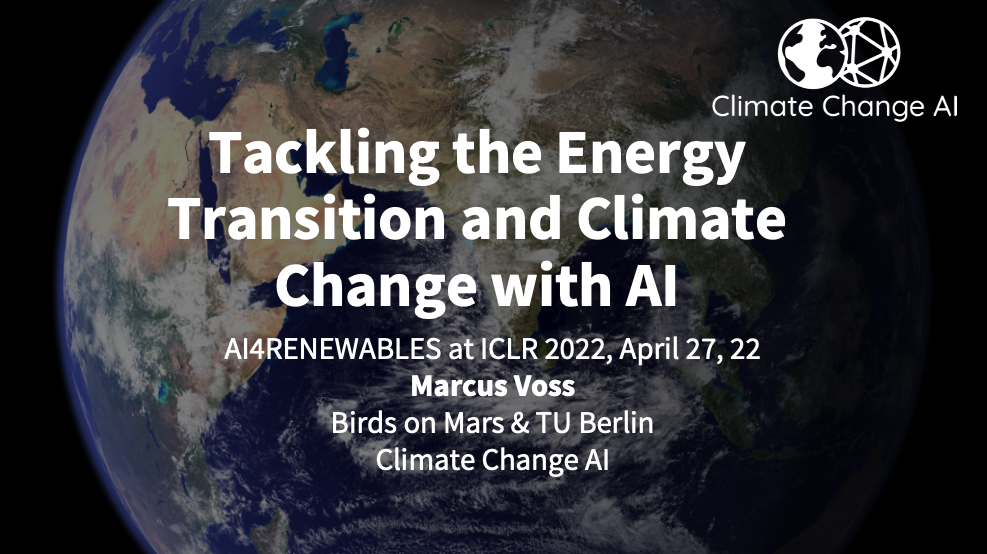 Climate Change AI
Tackling the Energy
Transition and Climate
Change with AI
AI4RENEWABLES at ICLR 2022, April 27, 22
Marcus Voss
Birds on Mars & TU Berlin
Climate Change AI